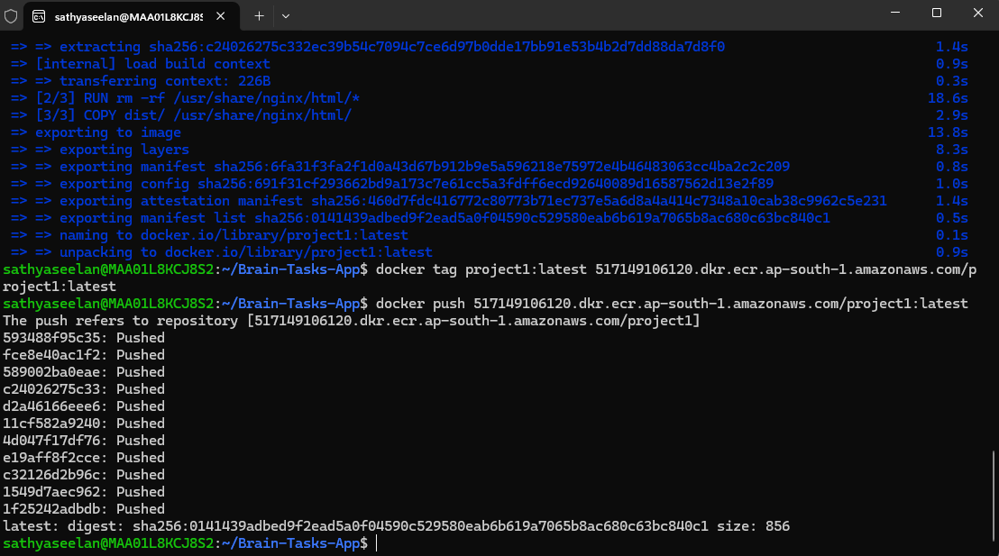 sathyaseelan@MAA01L8KCJ8S
=> => extracting sha256:c24026275c332ec39b54c7094c7ce6d97b0dde17bb91e53b4b2d7dd88da7d8f0 1.4s
=> [internal] load build context 0.9s
=> => transferring context: 226B 0.3s
=> [2/3] RUN rm -rf /usr/share/nginx/html/* 18.6s
=> [3/3] COPY dist/ /usr/share/nginx/html/ 2.9s
=> exporting to image 13.8s
=> => exporting layers 8.3s
=> => exporting manifest sha256:6fa31f3fa2f1d0a43d67b912b9e5a596218e75972e4b46483063cc4ba2c2c209 0.8s
=> => exporting config sha256:691f31cf293662bd9a173c7e61cc5a3fdff6ecd92640089d16587562d13e2f89 1.0s
=> => exporting attestation manifest sha256:460d7fdc416772c80773b71ec737e5a6d8a4a414c7348a10cab38c9962c5e231 1.4s
=> => exporting manifest list sha256:0141439adbed9f2ead5a0f04590c529580eab6b619a7065b8ac680c63bc840c1 0.5s
=> => naming to docker.io/library/project1:latest 0.1s
=> => unpacking to docker.io/library/project1:latest 0.9s
sathyaseelan@MAA01L8KCJ8S2:~/Brain-Tasks-App$ docker tag project1:latest 517149106120.dkr.ecr.ap-south-1.amazonaws.com/p
roject1:latest
sathyaseelan@MAA01L8KCJ8S2:~/Brain-Tasks-App$ docker push 517149106120.dkr.ecr.ap-south-1.amazonaws.com/project1:latest
The push refers to repository [517149106120.dkr.ecr.ap-south-1.amazonaws.com/project1]
593488f95c35: Pushed
fce8e40ac1f2: Pushed
589002ba0eae: Pushed
c24026275c33: Pushed
d2a46166eee6: Pushed
11cf582a9240: Pushed
4d047f17df76: Pushed
e19aff8f2cce: Pushed
c32126d2b96c: Pushed
1549d7aec962: Pushed
1f25242adbdb: Pushed
latest: digest: sha256:0141439adbed9f2ead5a0f04590c529580eab6b619a7065b8ac680c63bc840c1 size: 856
sathyaseelan@MAA01L8KCJ8S2:~/Brain-Tasks-App$